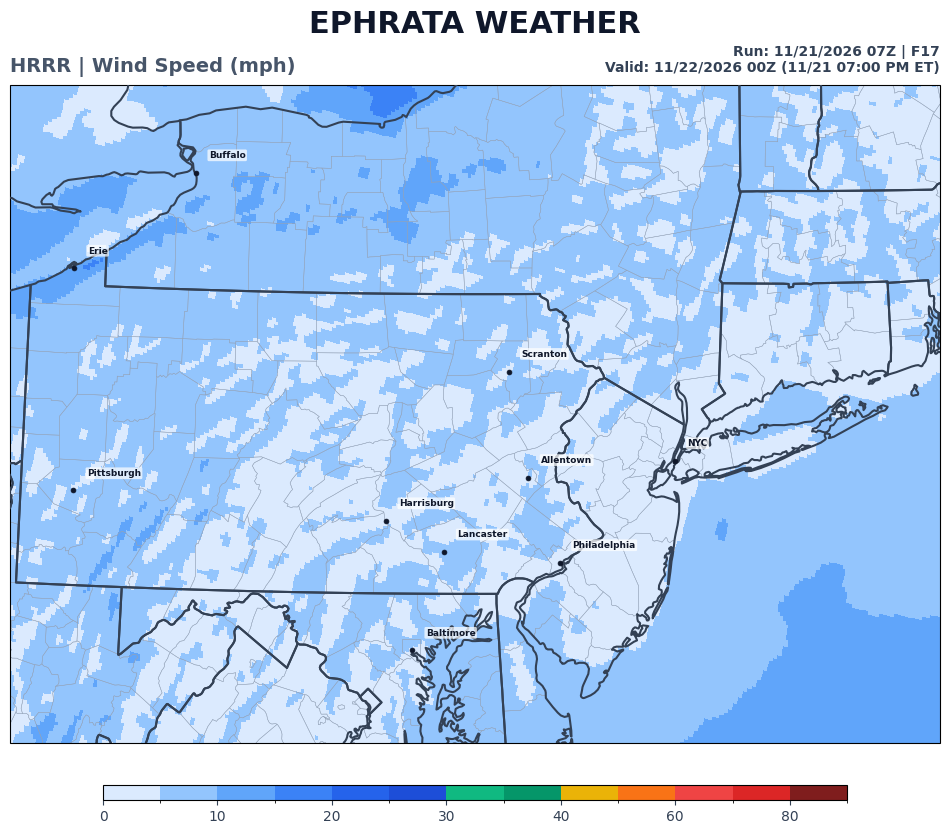 EPHRATA WEATHER
HRRR | Wind Speed (mph)
Run: 11/21/2026 07Z | F17
Valid: 11/22/2026 00Z (11/21 07:00 PM ET)
Buffalo
Erie
Scranton
NYC
Allentown
Pittsburgh
Harrisburg
Lancaster
Philadelphia
Baltimore
0 10 20 30 40 50 60 70 80